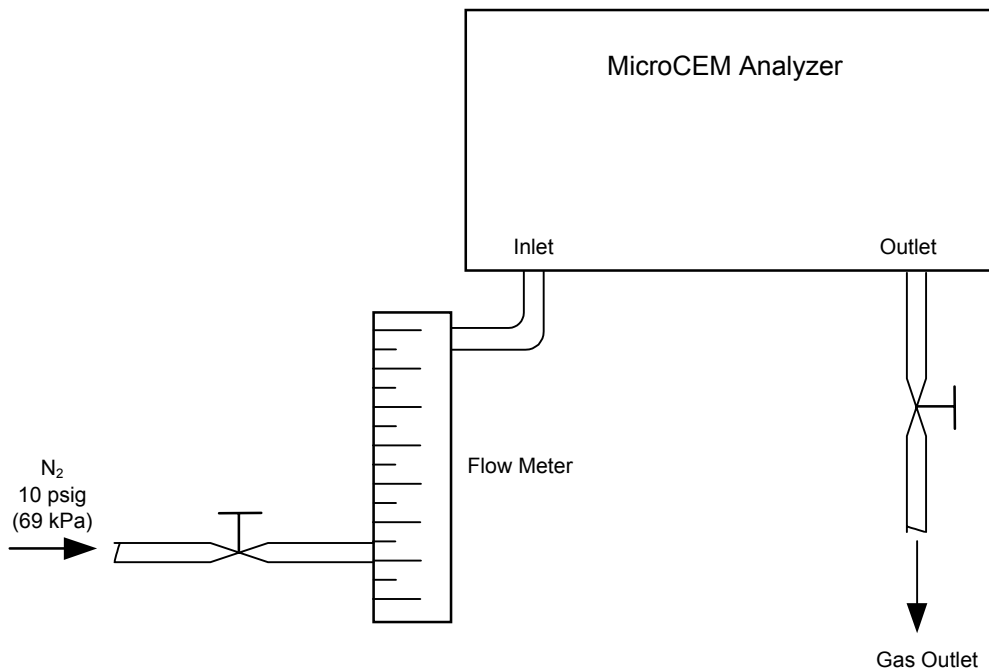 MicroCEM Analyzer
Inlet
Outlet
Flow Meter
N₂
10 psig
(69 kPa)
Gas Outlet